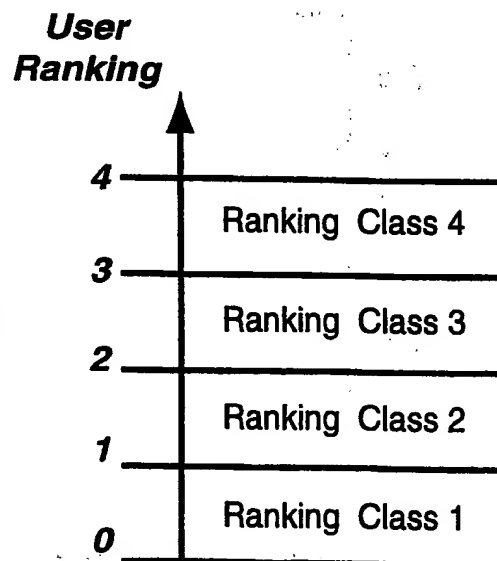 User
Ranking
4
Ranking Class 4
3
Ranking Class 3
2
Ranking Class 2
1
Ranking Class 1
0